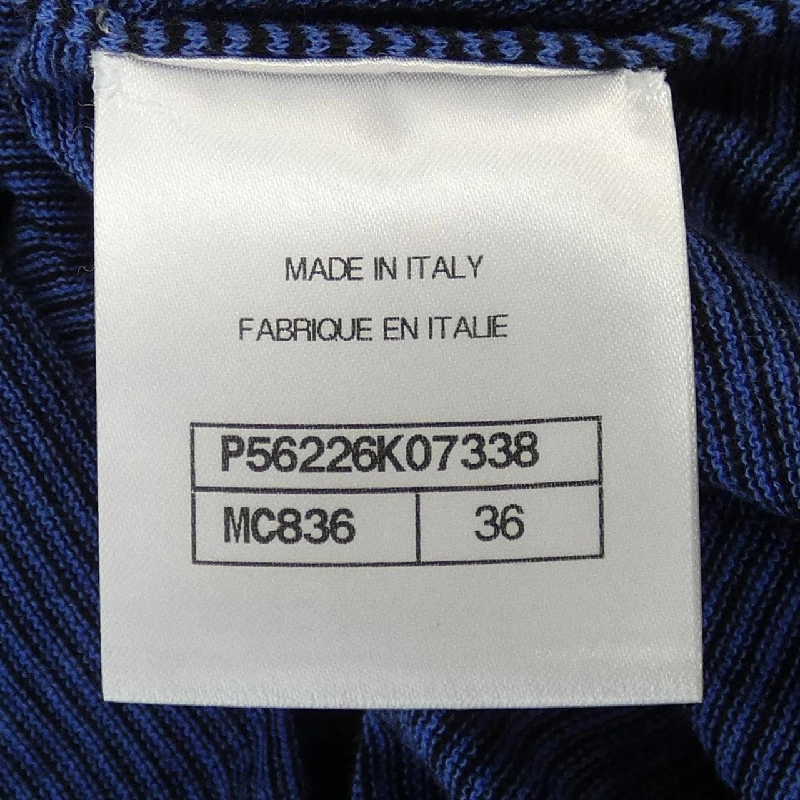 MADE IN ITALY
FABRIQUE EN ITALIE
P56226K07338
MC836 36